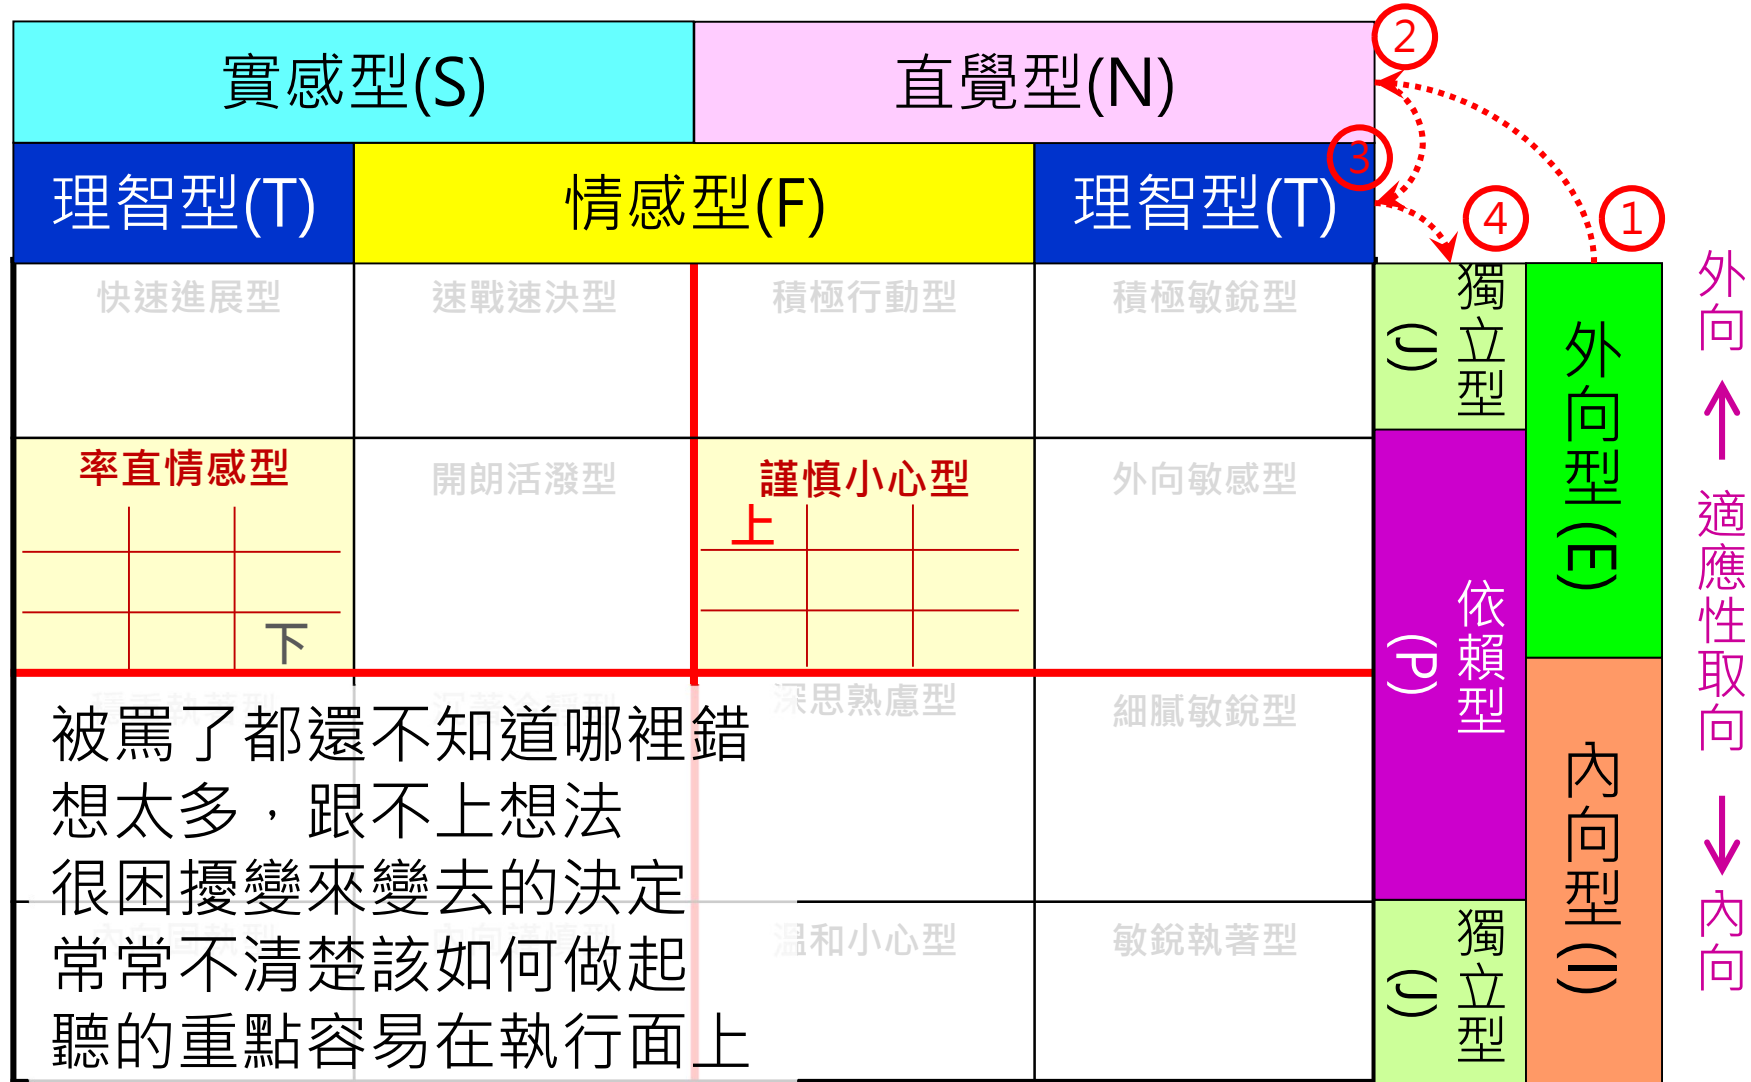 實感型(S)
直覺型(N)
②
理智型(T)
情感型(F)
理智型(T)
③
④
①
快速進展型
速戰速決型
積極行動型
積極敏銳型
獨立型(J)
外向型(E)
外向
率直情感型
開朗活潑型
謹慎小心型
外向敏感型
上
下
依賴型(P)
適應性取向
深思熟慮型
細膩敏銳型
內向型(I)
被罵了都還不知道哪裡錯
想太多，跟不上想法
很困擾變來變去的決定
常常不清楚該如何做起
聽的重點容易在執行面上
溫和小心型
敏銳執著型
獨立型(J)
內向